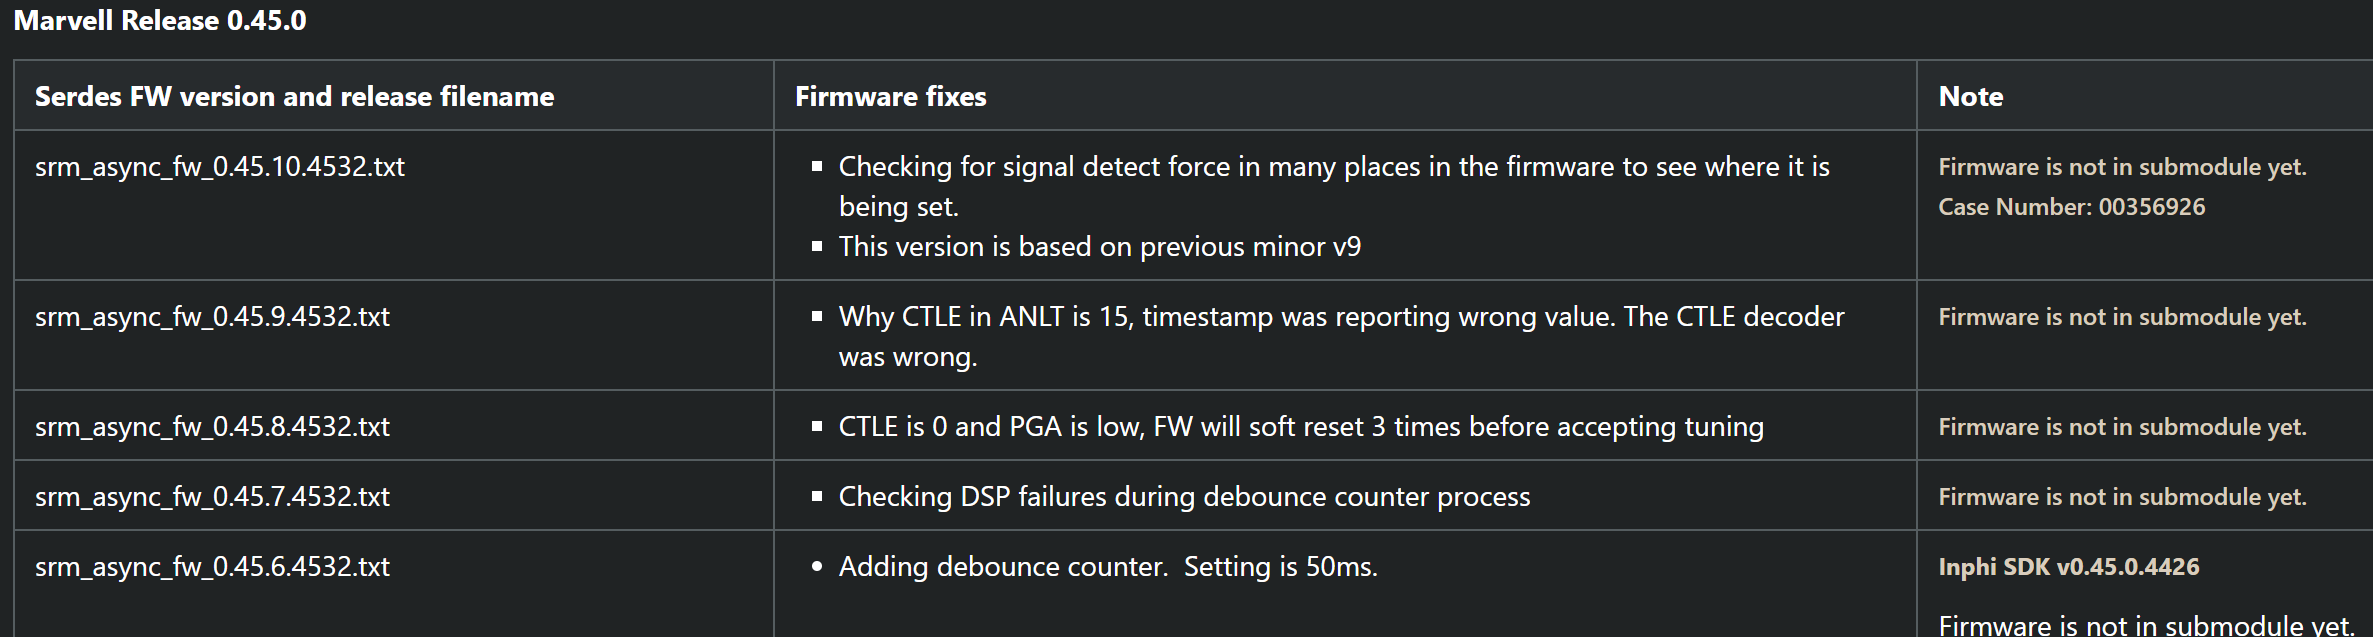 Marvell Release 0.45.0
Serdes FW version and release filename
Firmware fixes
Note
srm_async_fw_0.45.10.4532.txt
Checking for signal detect force in many places in the firmware to see where it is
being set.
This version is based on previous minor v9
Firmware is not in submodule yet.
Case Number: 00356926
srm_async_fw_0.45.9.4532.txt
Why CTLE in ANLT is 15, timestamp was reporting wrong value. The CTLE decoder
was wrong.
Firmware is not in submodule yet.
srm_async_fw_0.45.8.4532.txt
CTLE is 0 and PGA is low, FW will soft reset 3 times before accepting tuning
Firmware is not in submodule yet.
srm_async_fw_0.45.7.4532.txt
Checking DSP failures during debounce counter process
Firmware is not in submodule yet.
srm_async_fw_0.45.6.4532.txt
Adding debounce counter.  Setting is 50ms.
Inphi SDK v0.45.0.4426
Firmware is not in submodule yet.